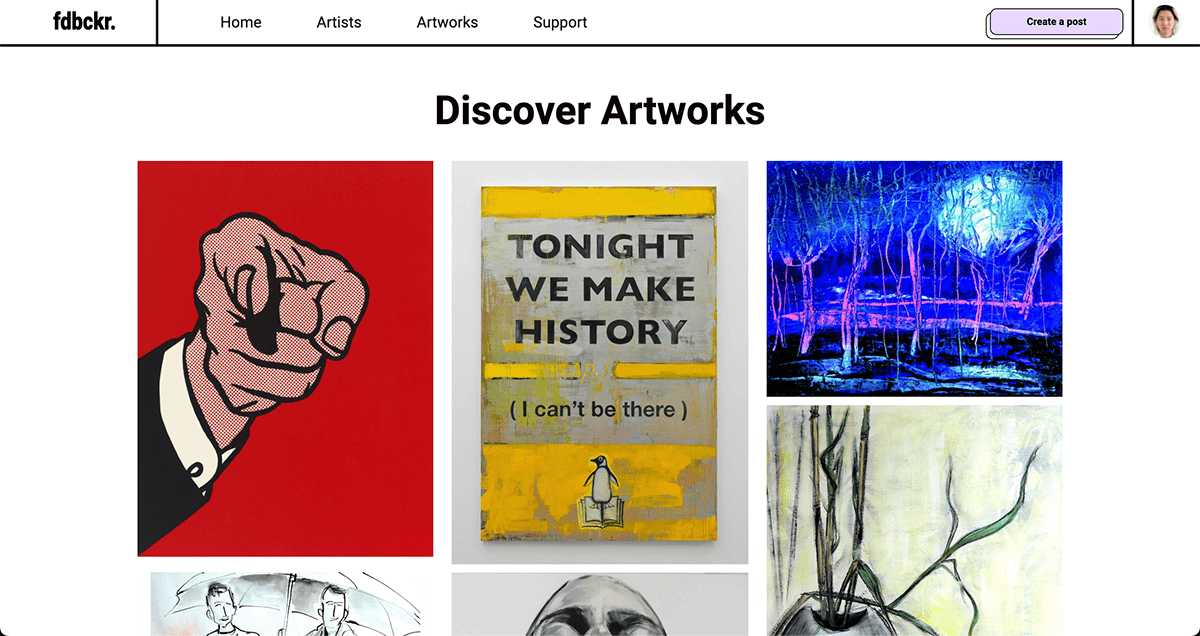 fdbckr.
Home
Artists
Artworks
Support
Create a post
Discover Artworks
TONIGHT
WE MAKE
HISTORY
( I can't be there )